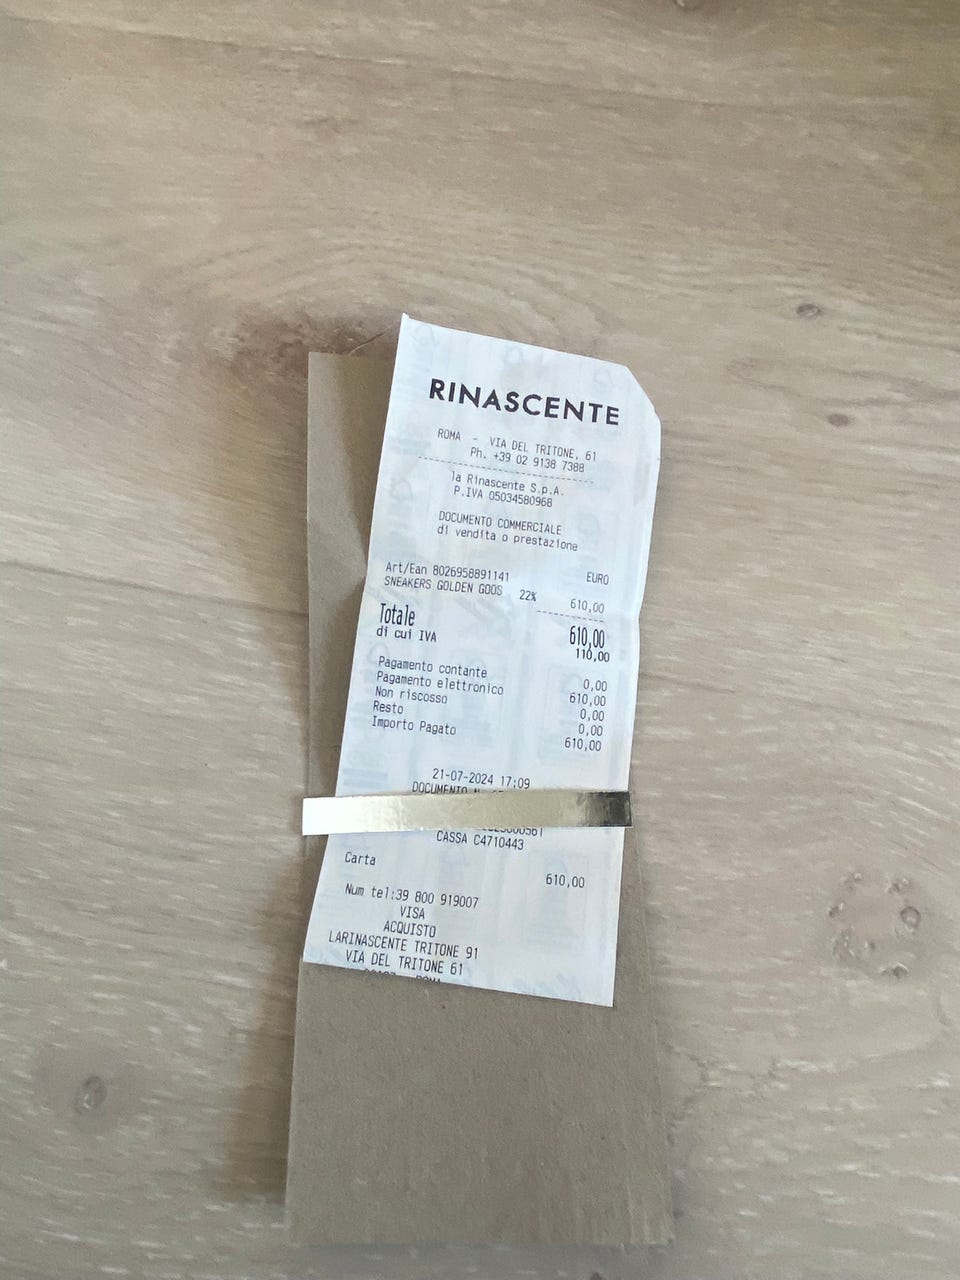 RINASCENTE
ROMA - VIA DEL TRITONE, 61
Ph. +39 02 9138 7388
la Rinascente S.p.A.
P.IVA 05034580968
DOCUMENTO COMMERCIALE
di vendita o prestazione
EURO
Art/Ean 8026958891141
SNEAKERS GOLDEN GOOS 22% 610,00
Totale 610,00
di cui IVA 110,00
Pagamento contante 0,00
Pagamento elettronico 610,00
Non riscosso 0,00
Resto 0,00
Importo Pagato 610,00
21-07-2024 17:09
DOCUMENTO N.
CASSA C4710443
Carta 610,00
Num tel:39 800 919007
VISA
ACQUISTO
LARINASCENTE TRITONE 91
VIA DEL TRITONE 61
ROMA